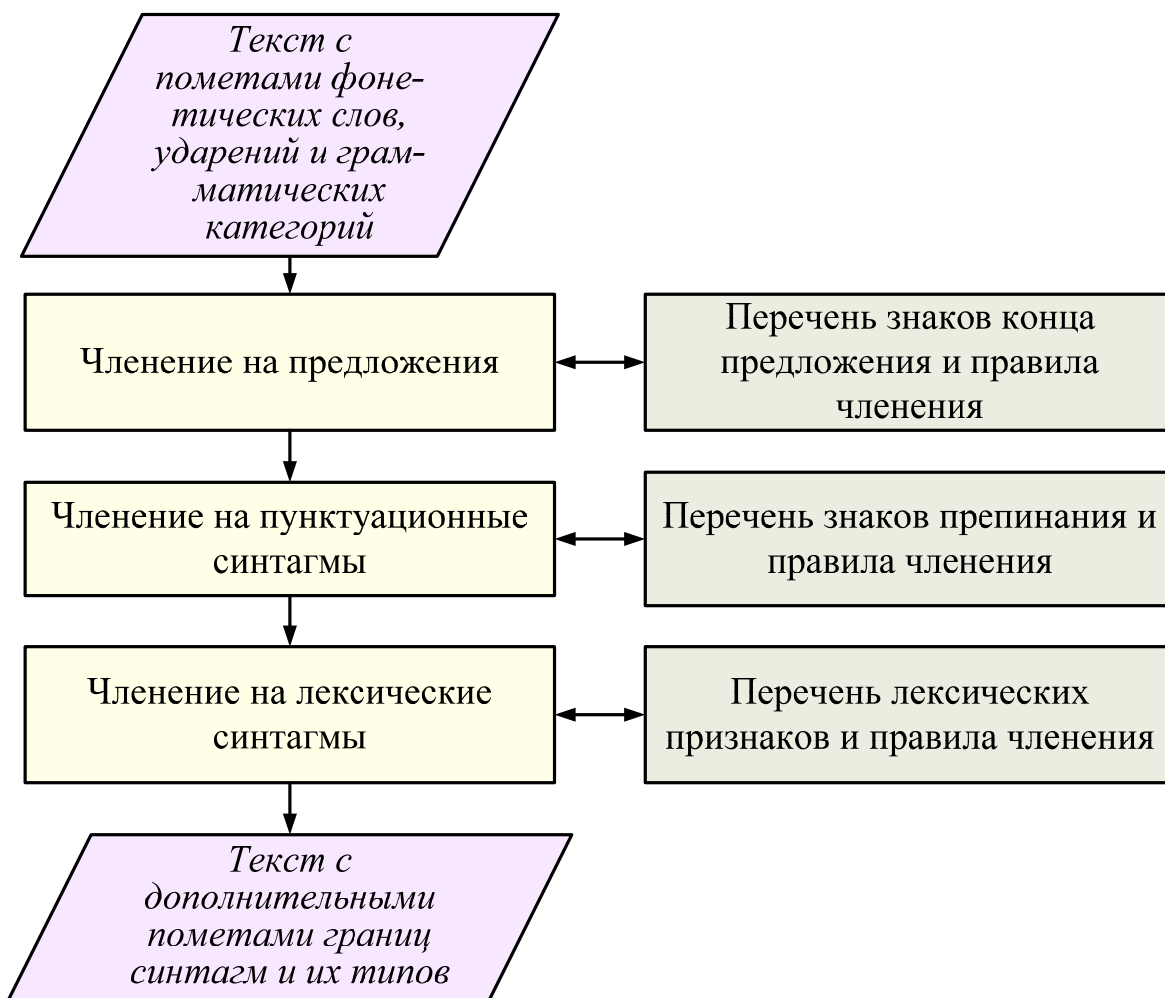 Текст с
пометами фоне-
тических слов,
ударений и грам-
матических
категорий
Членение на предложения
Перечень знаков конца
предложения и правила
членения
Членение на пунктуационные
синтагмы
Перечень знаков препинания и
правила членения
Членение на лексические
синтагмы
Перечень лексических
признаков и правила членения
Текст с
дополнительными
пометами границ
синтагм и их типов